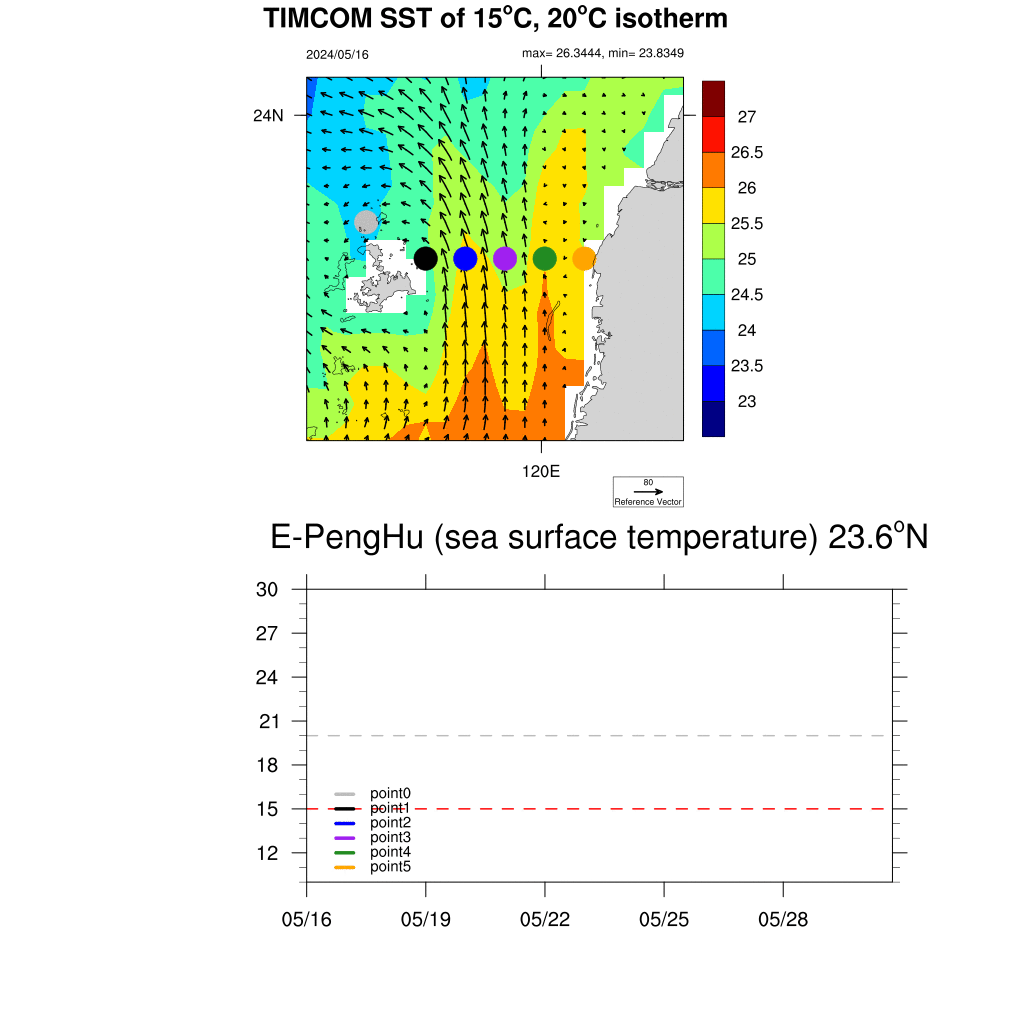 TIMCOM SST of 15°C, 20°C isotherm
2024/05/16
max= 26.3444, min= 23.8349
24N
120E
27
26.5
26
25.5
25
24.5
24
23.5
23
80
Reference Vector
E-PengHu (sea surface temperature) 23.6°N
30
27
24
21
18
15
12
point0
point1
point2
point3
point4
point5
05/16
05/19
05/22
05/25
05/28